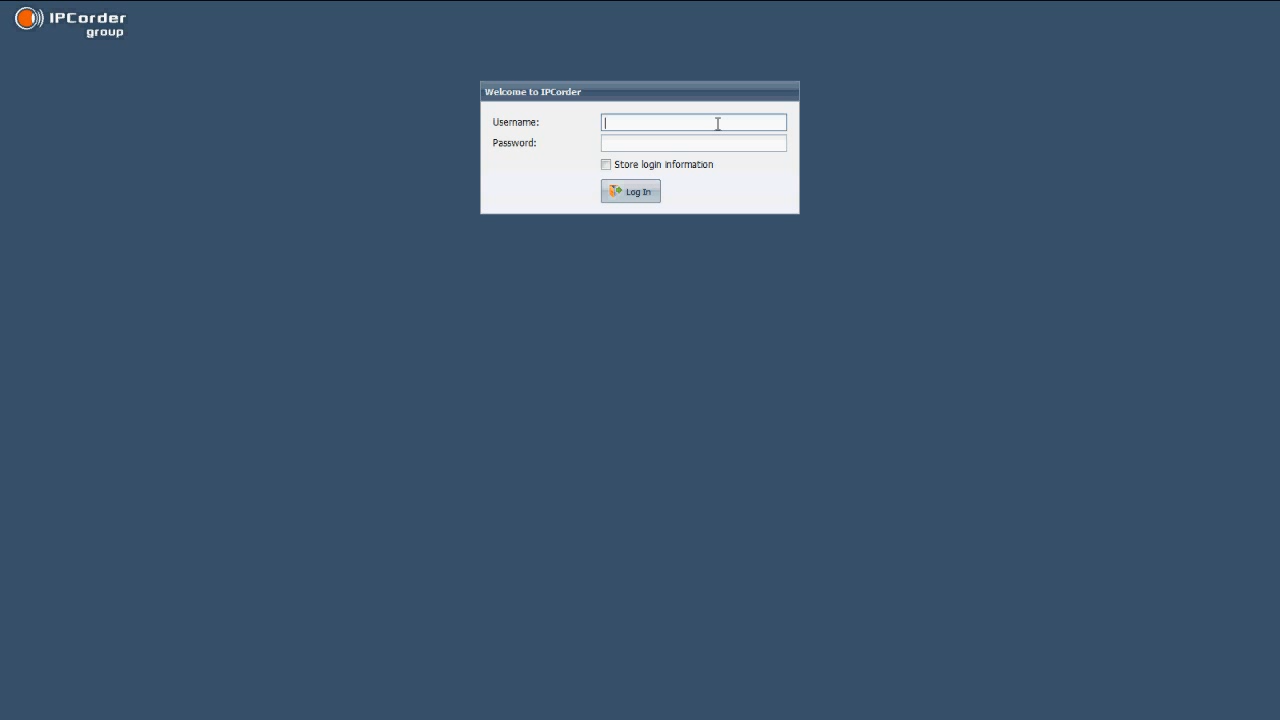 IPCorder
group
Welcome to IPCorder
Username:
Password:
Store login information
Log In